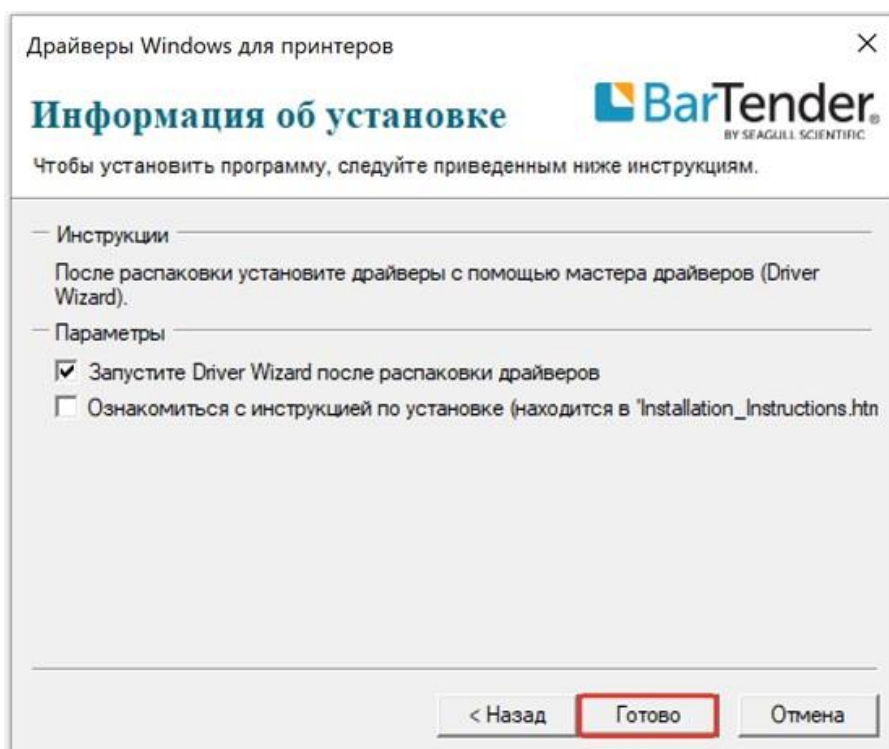 Драйверы Windows для принтеров
Информация об установке
BarTender®
BY SEAGULL SCIENTIFIC
Чтобы установить программу, следуйте приведенным ниже инструкциям.
Инструкции
После распаковки установите драйверы с помощью мастера драйверов (Driver
Wizard).
Параметры
Запустите Driver Wizard после распаковки драйверов
Ознакомиться с инструкцией по установке (находится в 'Installation_Instructions.htm
< Назад
Готово
Отмена